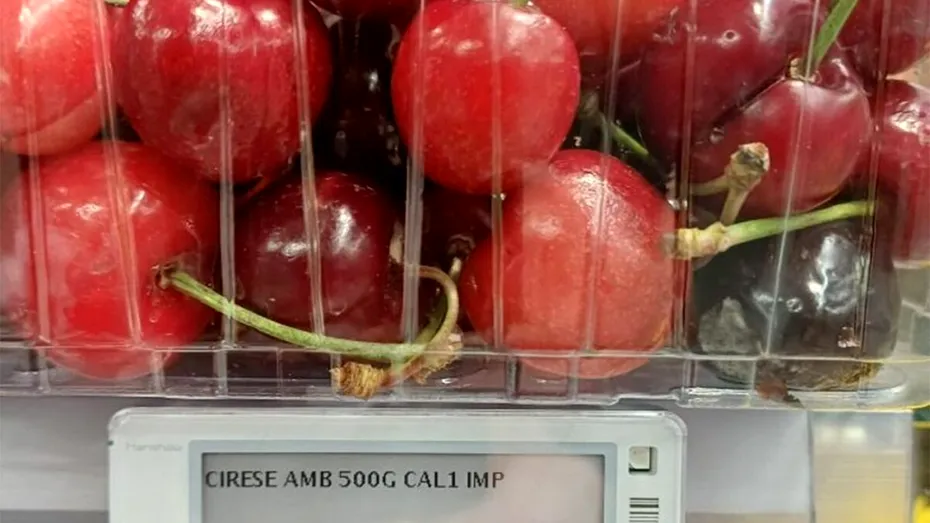 CIRESE AMB 500G CAL1 IMP